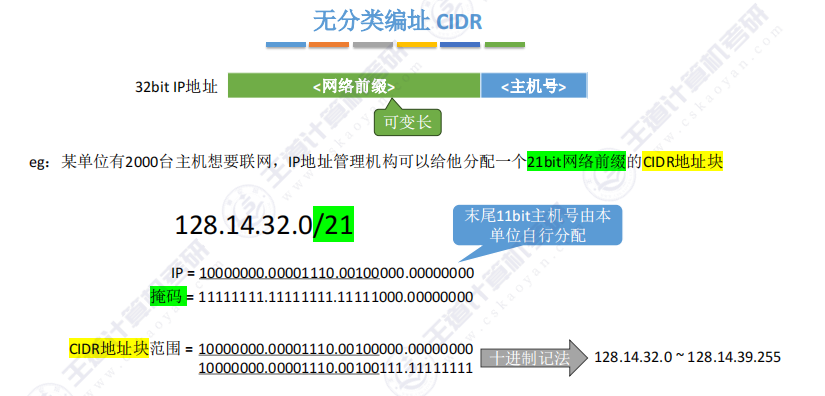 无分类编址 CIDR
32bit IP地址 <网络前缀> <主机号>
可变长
eg：某单位有2000台主机想要联网，IP地址管理机构可以给他分配一个21bit网络前缀的CIDR地址块
128.14.32.0/21
末尾11bit主机号由本
单位自行分配
IP = 10000000.00001110.00100000.00000000
掩码 = 11111111.11111111.11111000.00000000
CIDR地址块范围 = 10000000.00001110.00100000.00000000
10000000.00001110.00100111.11111111
十进制记法
128.14.32.0 ~ 128.14.39.255
王道计算机考研
www.cskaoyan.com